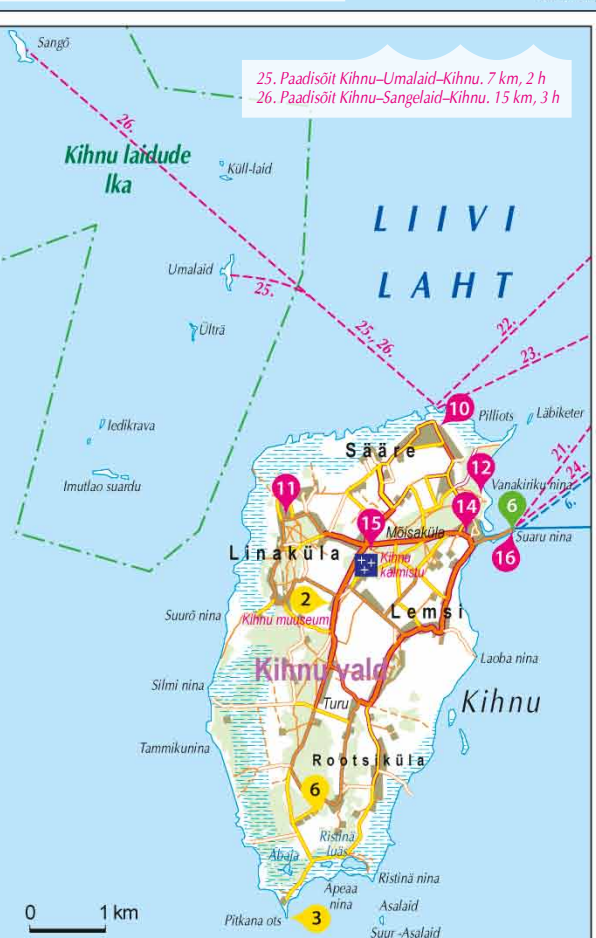 Sangō
25. Paadisõit Kihnu–Umalaid–Kihnu. 7 km, 2 h
26. Paadisõit Kihnu–Sangelaid–Kihnu. 15 km, 3 h
26.
Kihnu laidude
lka
Küll-laid
LIIVI
LAHT
Umalaid
25.
Ülträ
25., 26.
22.
23.
10
Pilliots
Läbiketer
Iedikrava
Sääre
21.
24.
6.
12
Imutlao suardu
Vanakiriku nina
11
6
15
Mõisaküla
14
Suaru nina
16
Linaküla
Kihnu
kalmistu
2
Lemsi
Suurõ nina
Kihnu muuseum
Laoba nina
Kihnu vald
Silmi nina
Kihnu
Turu
Tammikunina
Rootsiküla
6
Ristinä
luäs
Abaja
Ristinä nina
Apeaa
nina
Asalaid
0 1 km
Pitkana ots
3
Suur -Asalaid